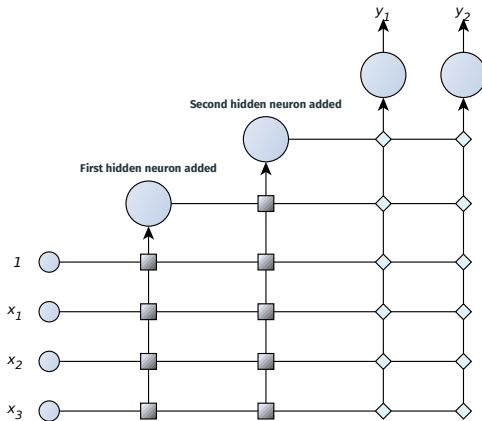 y1 y2
Second hidden neuron added
First hidden neuron added
1
x1
x2
x3